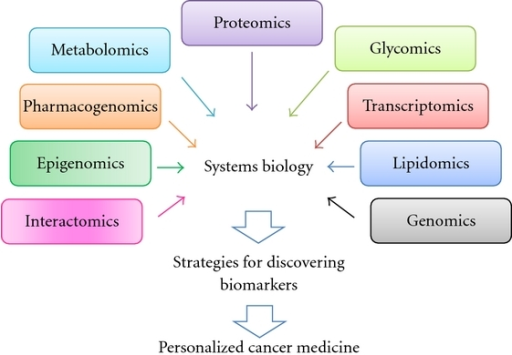 Proteomics
Metabolomics
Glycomics
Pharmacogenomics
Transcriptomics
Epigenomics
Systems biology
Lipidomics
Interactomics
Genomics
Strategies for discovering
biomarkers
Personalized cancer medicine